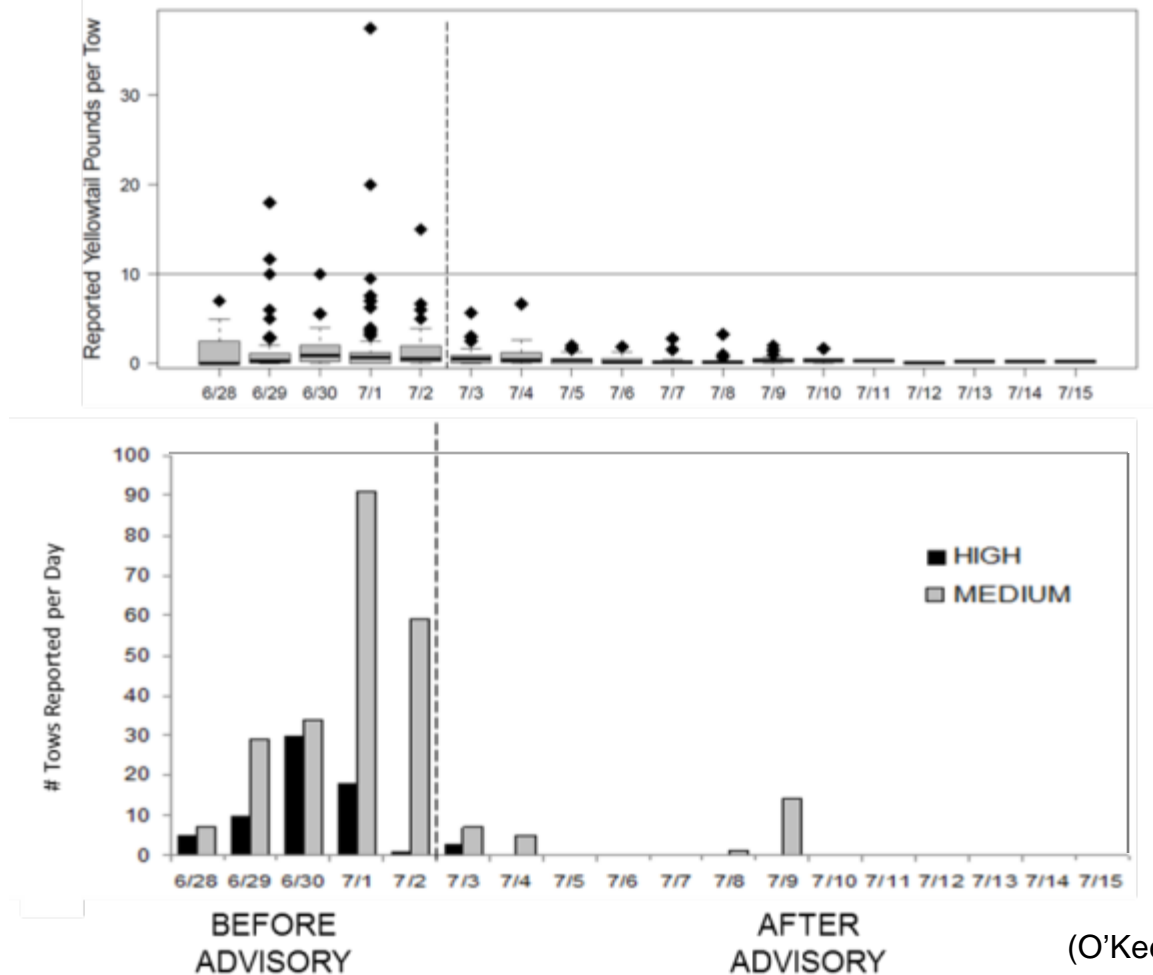 Reported Yellowtail Pounds per Tow
30
20
10
0
6/28 6/29 6/30 7/1 7/2 7/3 7/4 7/5 7/6 7/7 7/8 7/9 7/10 7/11 7/12 7/13 7/14 7/15
# Tows Reported per Day
100
90
80
70
60
50
40
30
20
10
0
HIGH
MEDIUM
6/28 6/29 6/30 7/1 7/2 7/3 7/4 7/5 7/6 7/7 7/8 7/9 7/10 7/11 7/12 7/13 7/14 7/15
BEFORE
ADVISORY
AFTER
ADVISORY